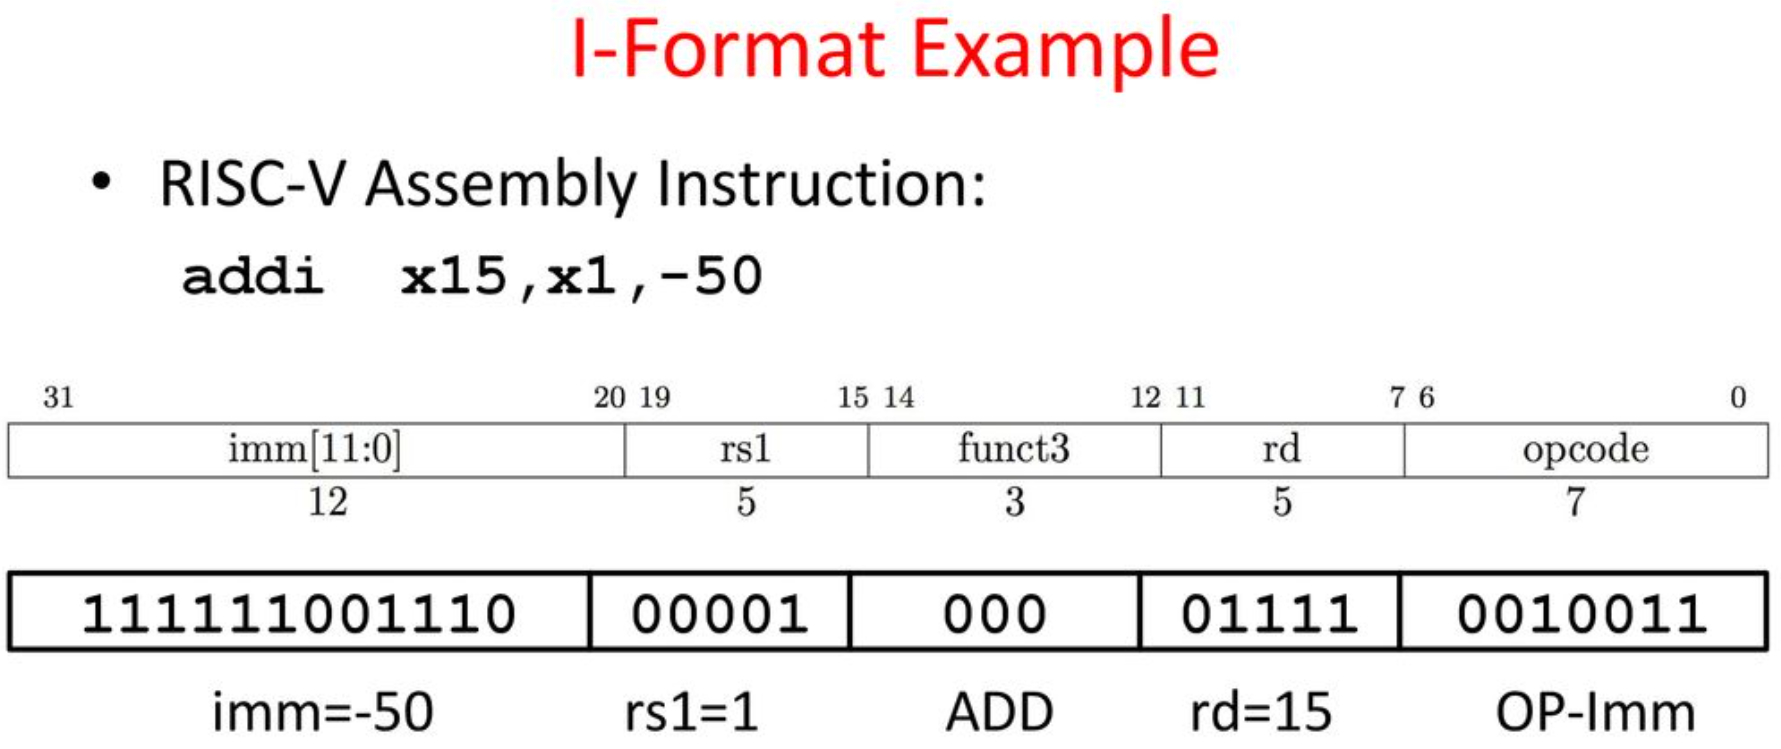 I-Format Example
• RISC-V Assembly Instruction:
addi x15,x1,-50
31 20 19 15 14 12 11 7 6 0
imm[11:0] rs1 funct3 rd opcode
12 5 3 5 7
111111001110 00001 000 01111 0010011
imm=-50 rs1=1 ADD rd=15 OP-Imm